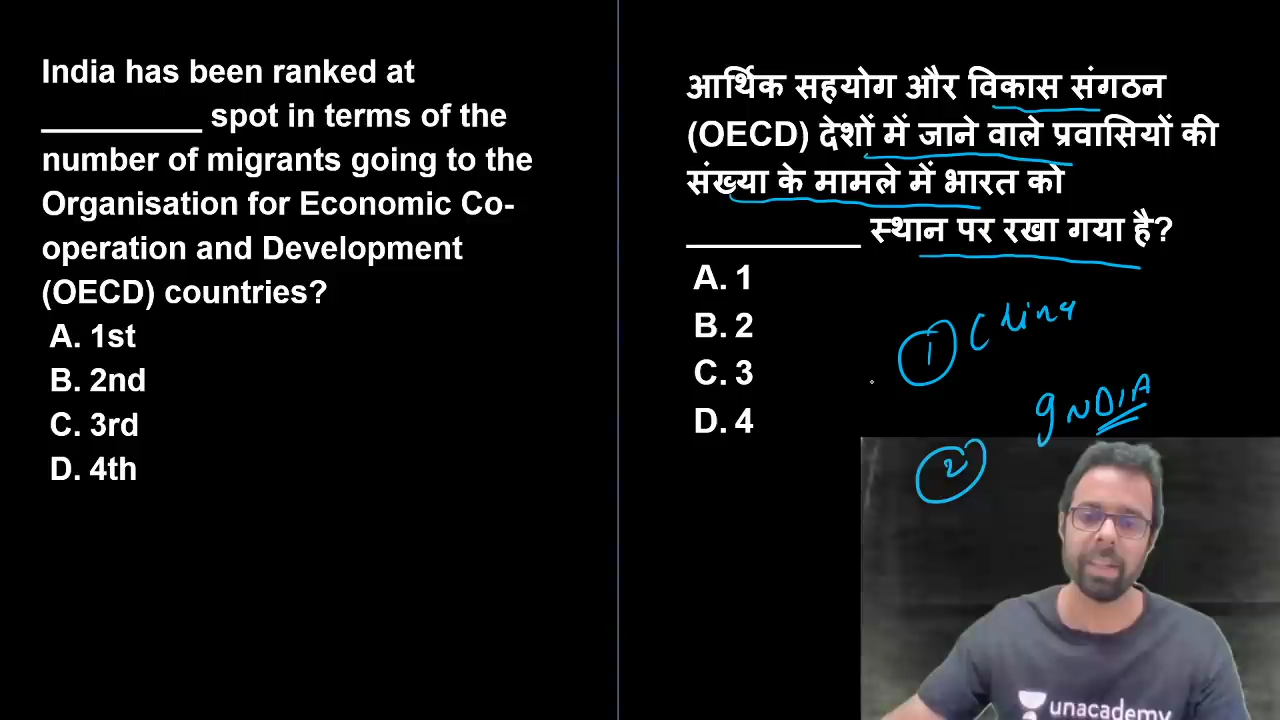 India has been ranked at
__________ spot in terms of the
number of migrants going to the
Organisation for Economic Co-
operation and Development
(OECD) countries?
A. 1st
B. 2nd
C. 3rd
D. 4th
आर्थिक सहयोग और विकास संगठन
(OECD) देशों में जाने वाले प्रवासियों की
संख्या के मामले में भारत को
___________ स्थान पर रखा गया है?
A. 1
B. 2
C. 3
D. 4
1 China
2 INDIA
unacademy